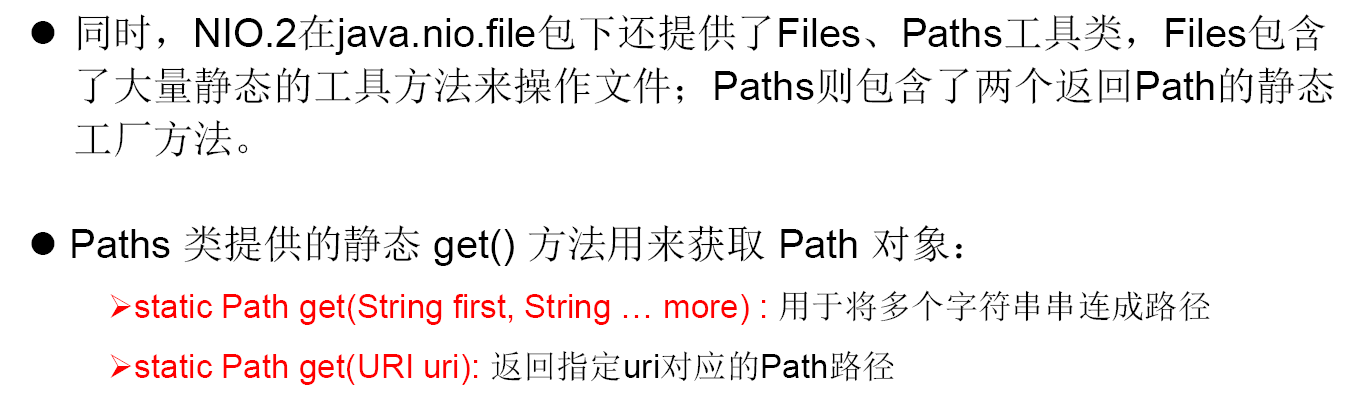 ● 同时，NIO.2在java.nio.file包下还提供了Files、Paths工具类，Files包含
了大量静态的工具方法来操作文件；Paths则包含了两个返回Path的静态
工厂方法。
● Paths 类提供的静态 get() 方法用来获取 Path 对象：
➢static Path get(String first, String … more) : 用于将多个字符串串连成路径
➢static Path get(URI uri): 返回指定uri对应的Path路径